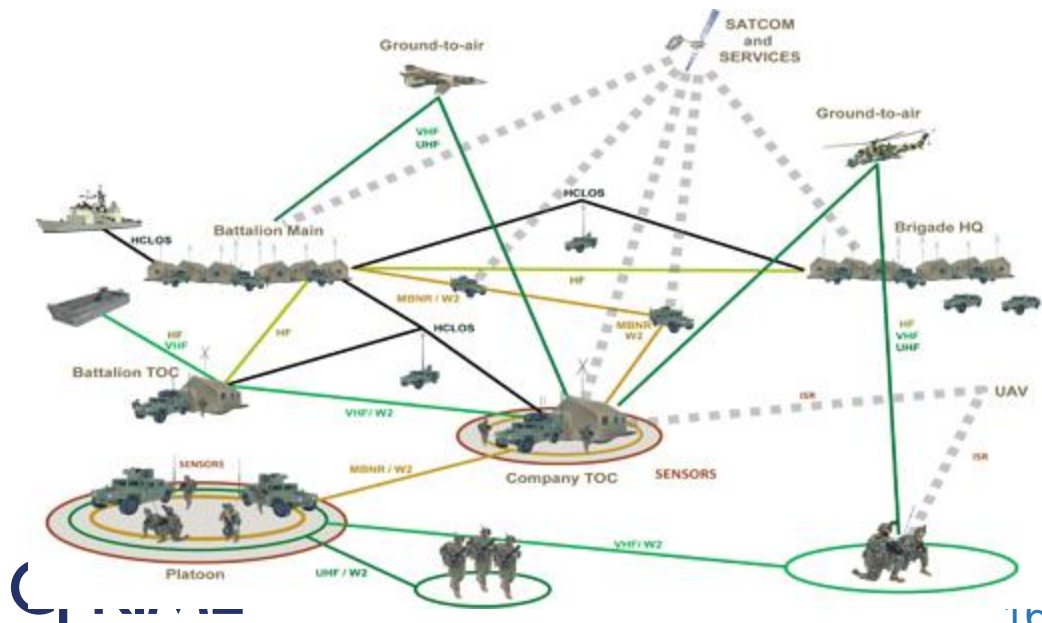 SATCOM
and
SERVICES
Ground-to-air
Ground-to-air
VHF
UHF
HCLOS
HCLOS
Battalion Main
Brigade HQ
HF
MBNR / W2
MBNR
W2
HCLOS
HF
VHF
HF
HF
VHF
UHF
Battalion TOC
VHF/ W2
ISR
UAV
ISR
SENSORS
MBNR / W2
Company TOC
SENSORS
VHF/ W2
UHF / W2
Platoon
16